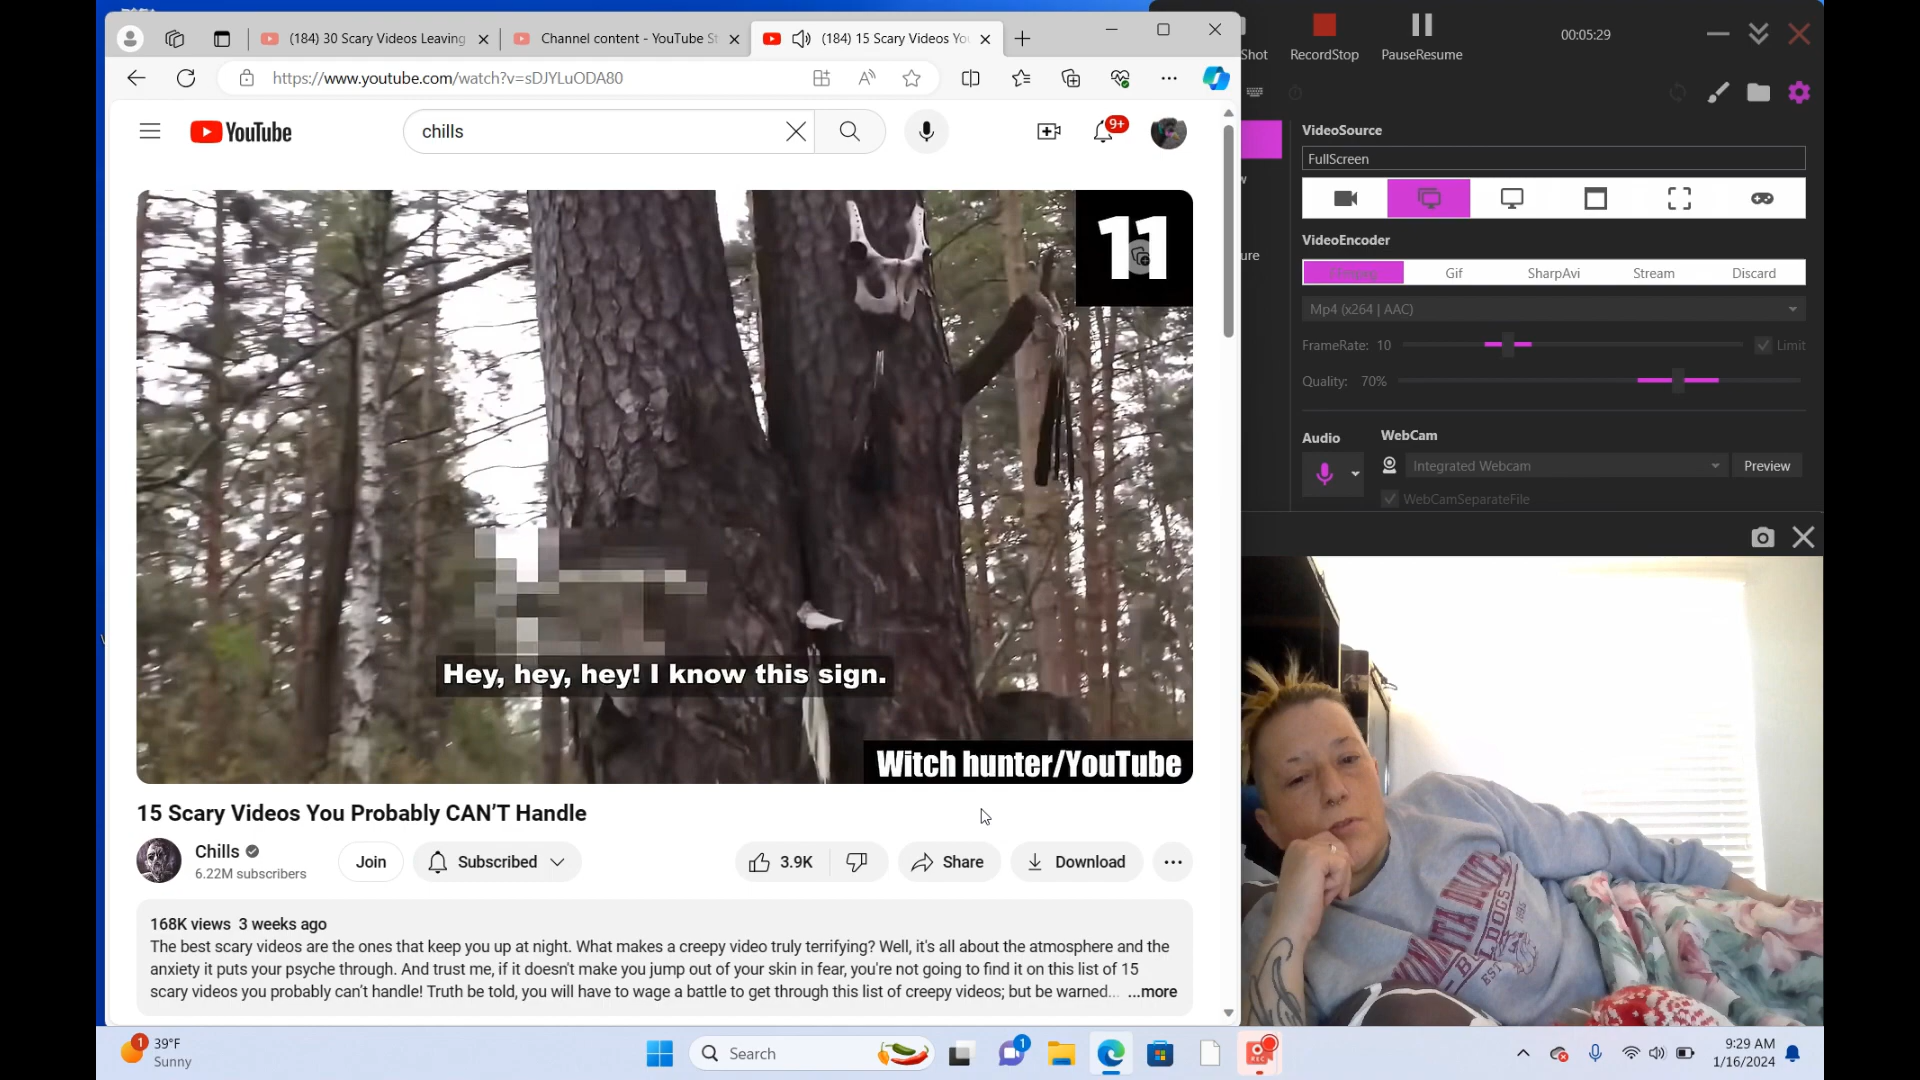 (184) 30 Scary Videos Leaving
Channel content - YouTube St
(184) 15 Scary Videos You
https://www.youtube.com/watch?v=sDJYLuODA80
YouTube
chills
9+
11
Hey, hey, hey! I know this sign.
Witch hunter/YouTube
15 Scary Videos You Probably CAN’T Handle
Chills
6.22M subscribers
Join
Subscribed
3.9K
Share
Download
168K views 3 weeks ago
The best scary videos are the ones that keep you up at night. What makes a creepy video truly terrifying? Well, it's all about the atmosphere and the
anxiety it puts your psyche through. And trust me, if it doesn't make you jump out of your skin in fear, you're not going to find it on this list of 15
scary videos you probably can't handle! Truth be told, you will have to wage a battle to get through this list of creepy videos; but be warned... ...more
Shot
RecordStop
PauseResume
00:05:29
ure
VideoSource
FullScreen
VideoEncoder
Gif
SharpAvi
Stream
Discard
Mp4 (x264 | AAC)
FrameRate: 10
Limit
Quality: 70%
Audio
WebCam
Integrated Webcam
Preview
WebCamSeparateFile
BULLDOGS
1
39°F
Sunny
Search
1
REC
9:29 AM
1/16/2024